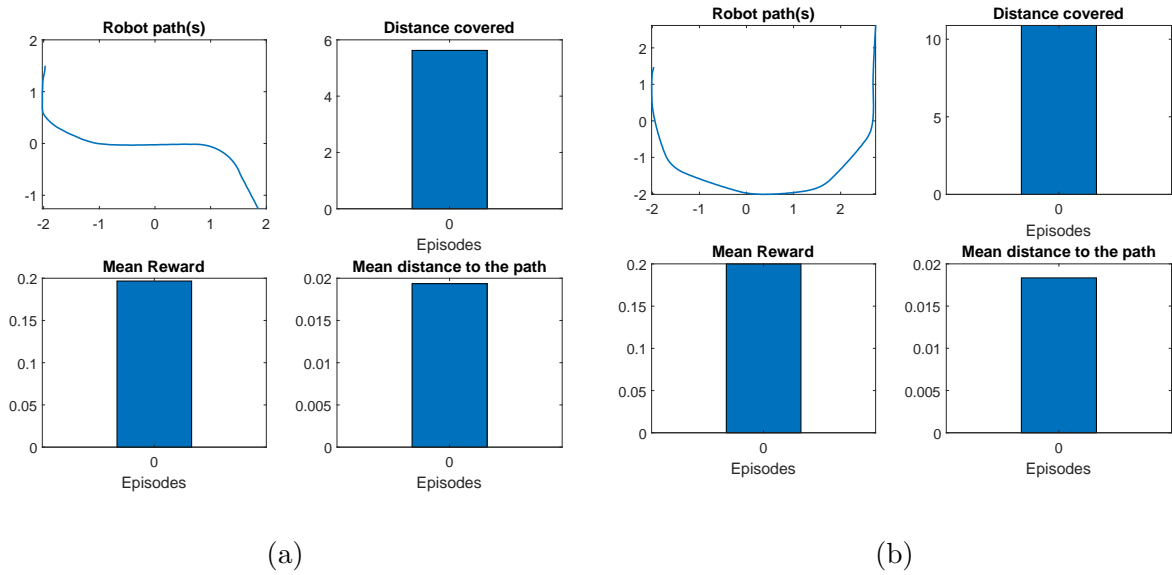 Robot path(s)
2
1
0
-1
-2 -1 0 1 2
Distance covered
6
4
2
0
0
Episodes
Mean Reward
0.2
0.15
0.1
0.05
0
0
Episodes
Mean distance to the path
0.02
0.015
0.01
0.005
0
0
Episodes
(a)
Robot path(s)
2
1
0
-1
-2
-2 -1 0 1 2
Distance covered
10
5
0
0
Episodes
Mean Reward
0.2
0.15
0.1
0.05
0
0
Episodes
Mean distance to the path
0.02
0.015
0.01
0.005
0
0
Episodes
(b)